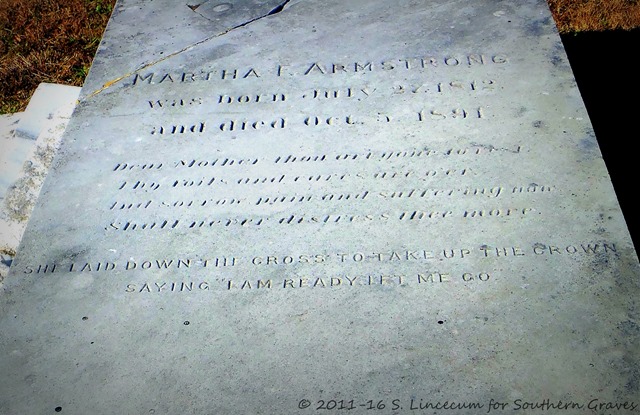 MARTHA F. ARMSTRONG
was born July 27, 1812
and died Oct. 5, 1891
Dear Mother thou art gone to rest
Thy toils and cares are o'er
And sorrow pain and suffering now
Shall never distress thee more.
SHE LAID DOWN THE CROSS TO TAKE UP THE CROWN
SAYING "I AM READY LET ME GO
© 2011-16 S. Lincecum for Southern Graves